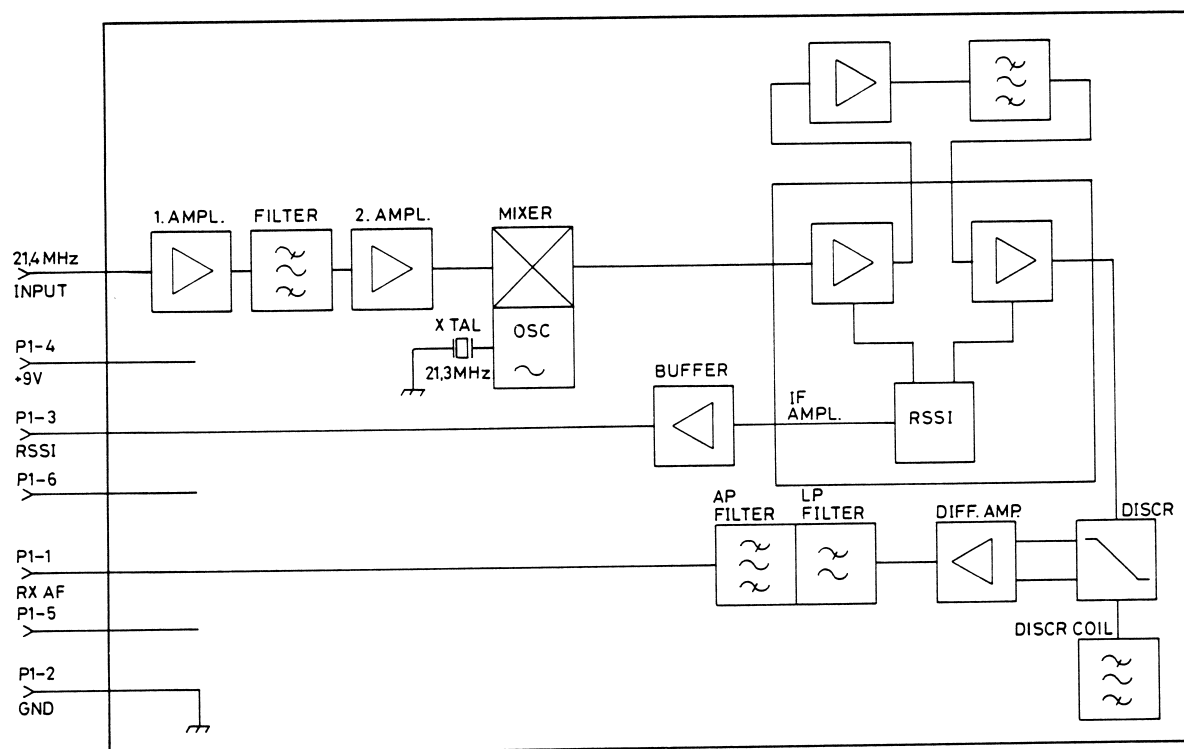 1. AMPL.
FILTER
2. AMPL.
MIXER
21,4 MHz
INPUT
X TAL
OSC
21,3MHz
P1-4
+9V
BUFFER
IF
AMPL.
RSSI
P1-3
RSSI
P1-6
AP
FILTER
LP
FILTER
DIFF. AMP.
DISCR
P1-1
RX AF
P1-5
DISCR COIL
P1-2
GND